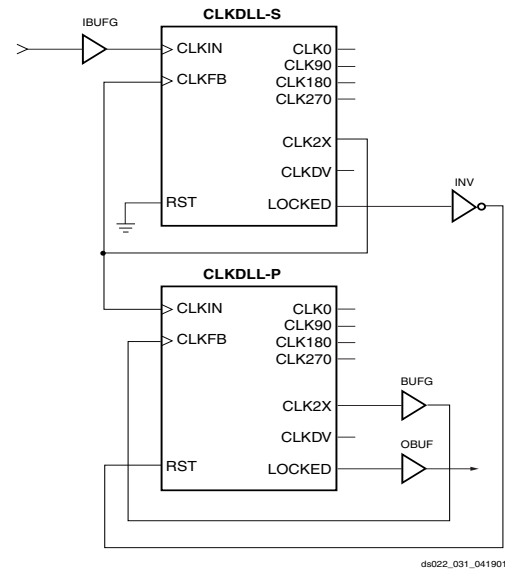 CLKDLL-S
IBUFG
CLKIN
CLKFB
RST
CLK0
CLK90
CLK180
CLK270
CLK2X
CLKDV
LOCKED
INV
CLKDLL-P
CLKIN
CLKFB
RST
CLK0
CLK90
CLK180
CLK270
CLK2X
CLKDV
LOCKED
BUFG
OBUF
ds022_031_041901